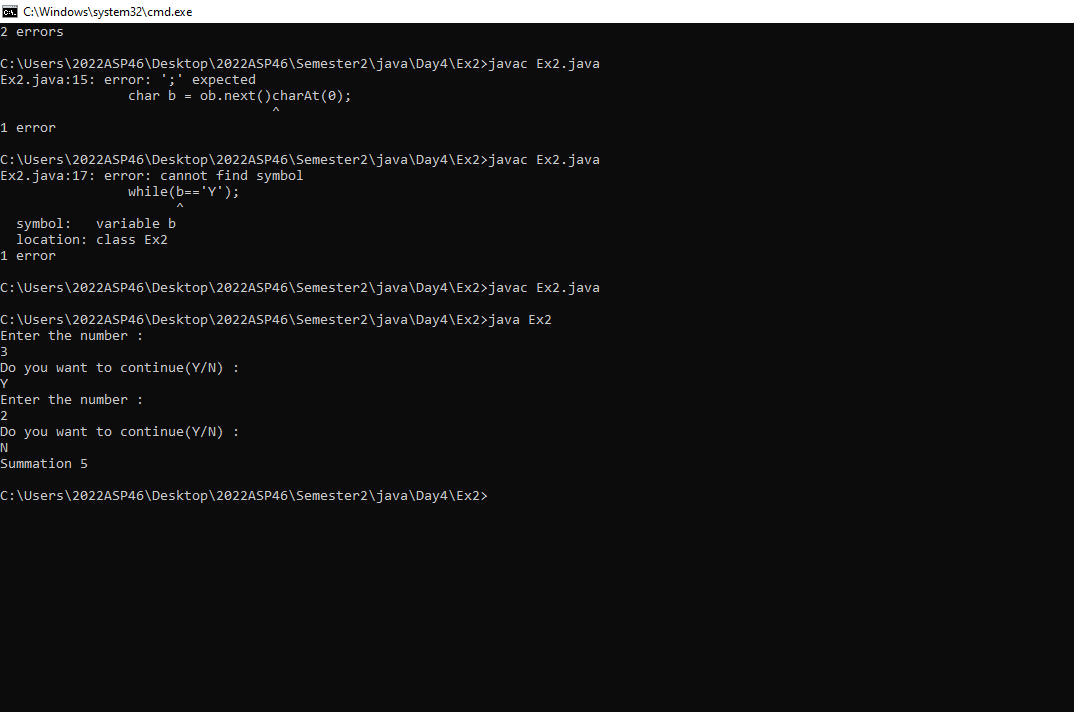 C:\Windows\system32\cmd.exe
2 errors
C:\Users\2022ASP46\Desktop\2022ASP46\Semester2\java\Day4\Ex2>javac Ex2.java
Ex2.java:15: error: ';' expected
                char b = ob.next()charAt(0);
                                  ^
1 error
C:\Users\2022ASP46\Desktop\2022ASP46\Semester2\java\Day4\Ex2>javac Ex2.java
Ex2.java:17: error: cannot find symbol
                while(b=='Y');
                      ^
  symbol:   variable b
  location: class Ex2
1 error
C:\Users\2022ASP46\Desktop\2022ASP46\Semester2\java\Day4\Ex2>javac Ex2.java
C:\Users\2022ASP46\Desktop\2022ASP46\Semester2\java\Day4\Ex2>java Ex2
Enter the number :
3
Do you want to continue(Y/N) :
Y
Enter the number :
2
Do you want to continue(Y/N) :
N
Summation 5
C:\Users\2022ASP46\Desktop\2022ASP46\Semester2\java\Day4\Ex2>